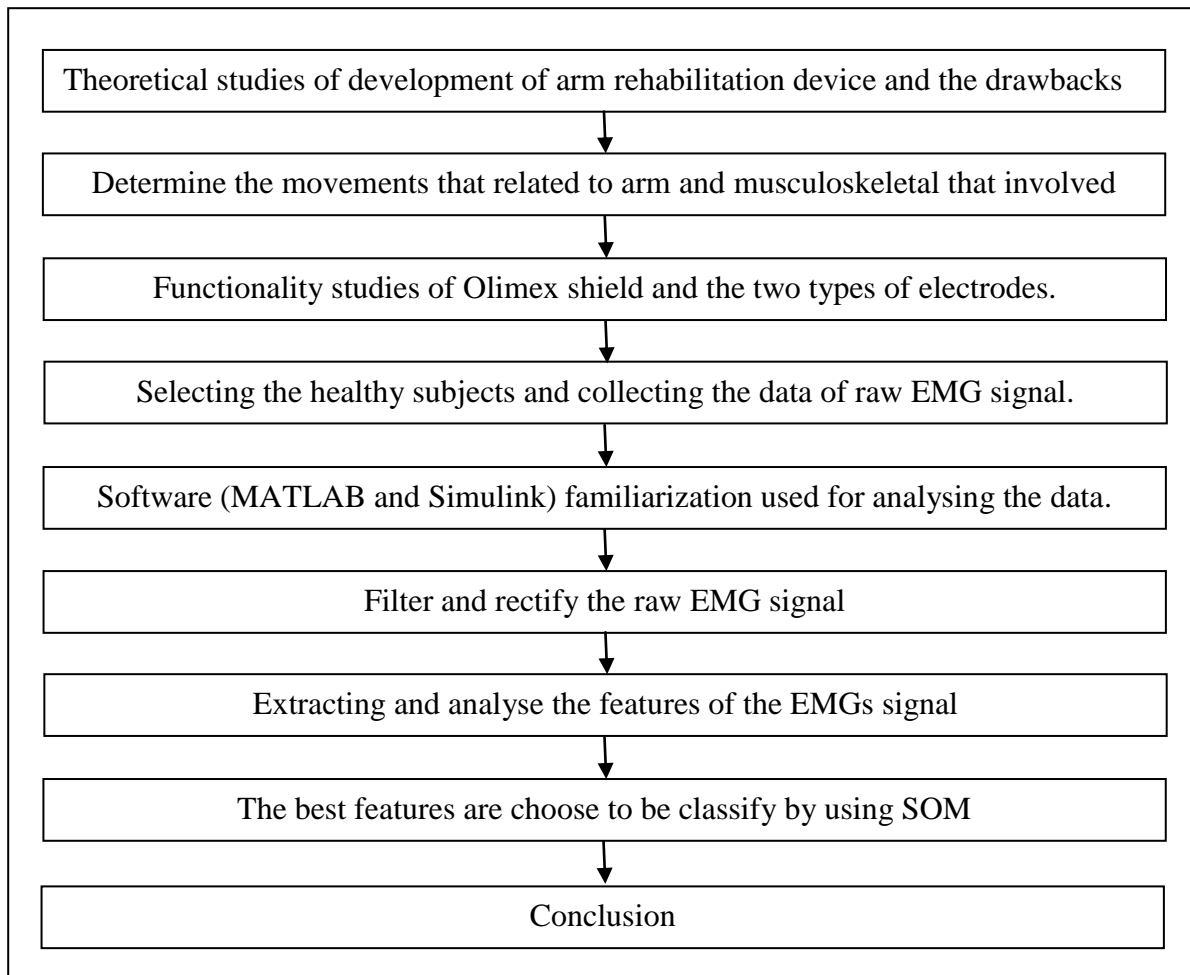 Theoretical studies of development of arm rehabilitation device and the drawbacks
Determine the movements that related to arm and musculoskeletal that involved
Functionality studies of Olimex shield and the two types of electrodes.
Selecting the healthy subjects and collecting the data of raw EMG signal.
Software (MATLAB and Simulink) familiarization used for analysing the data.
Filter and rectify the raw EMG signal
Extracting and analyse the features of the EMGs signal
The best features are choose to be classify by using SOM
Conclusion